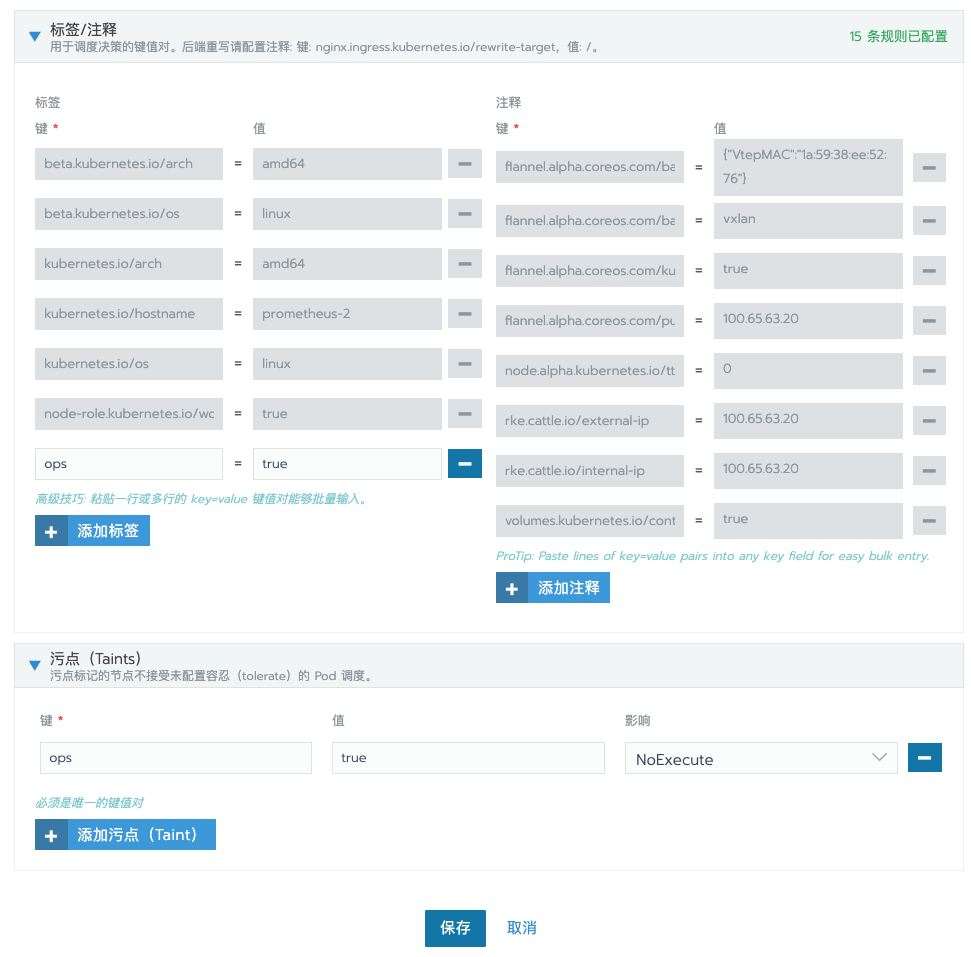 标签/注释
用于调度决策的键值对。后端重写请配置注释: 键: nginx.ingress.kubernetes.io/rewrite-target，值: /。
15 条规则已配置
标签
键 *
值
beta.kubernetes.io/arch = amd64
beta.kubernetes.io/os = linux
kubernetes.io/arch = amd64
kubernetes.io/hostname = prometheus-2
kubernetes.io/os = linux
node-role.kubernetes.io/wo = true
ops = true
高级技巧: 粘贴一行或多行的 key=value 键值对能够批量输入。
+ 添加标签
注释
键 *
值
flannel.alpha.coreos.com/ba = {"VtepMAC":"1a:59:38:ee:52:
76"}
flannel.alpha.coreos.com/ba = vxlan
flannel.alpha.coreos.com/ku = true
flannel.alpha.coreos.com/pu = 100.65.63.20
node.alpha.kubernetes.io/tt = 0
rke.cattle.io/external-ip = 100.65.63.20
rke.cattle.io/internal-ip = 100.65.63.20
volumes.kubernetes.io/cont = true
ProTip: Paste lines of key=value pairs into any key field for easy bulk entry.
+ 添加注释
污点（Taints）
污点标记的节点不接受未配置容忍（tolerate）的 Pod 调度。
键 *
值
影响
ops
true
NoExecute
必须是唯一的键值对
+ 添加污点（Taint）
保存
取消